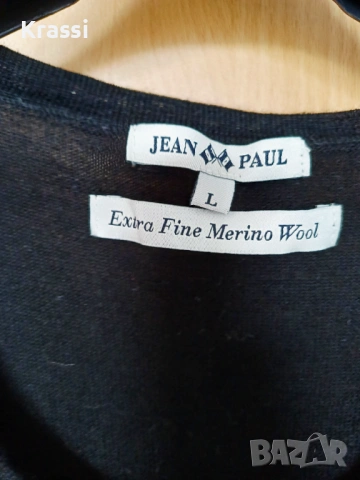 Krassi
JEAN PAUL
L
Extra Fine Merino Wool
BAZAR